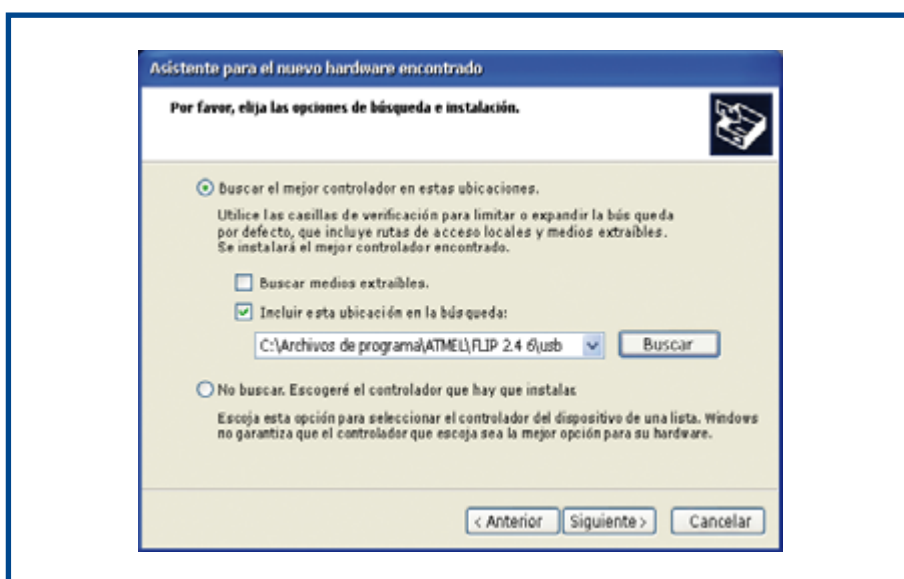 Asistente para el nuevo hardware encontrado
Por favor, elija las opciones de búsqueda e instalación.
Buscar el mejor controlador en estas ubicaciones.
Utilice las casillas de verificación para limitar o expandir la bús queda
por defecto, que incluye rutas de acceso locales y medios extraíbles.
Se instalará el mejor controlador encontrado.
Buscar medios extraíbles.
Incluir esta ubicación en la búsqueda:
C:\Archivos de programa\ATMEL\FLIP 2.4 6\usb
Buscar
No buscar. Escogeré el controlador que hay que instalar.
Escoja esta opción para seleccionar el controlador del dispositivo de una lista. Windows
no garantiza que el controlador que escoja sea la mejor opción para su hardware.
< Anterior
Siguiente >
Cancelar